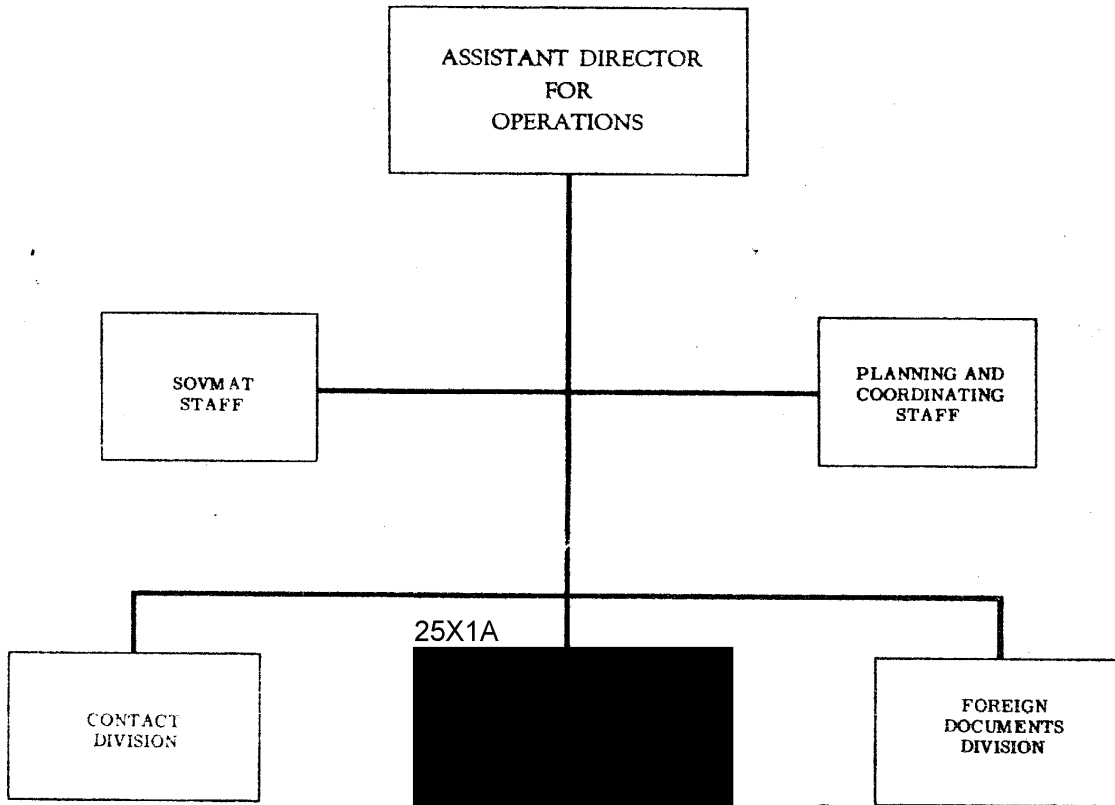 ASSISTANT DIRECTOR
FOR
OPERATIONS
SOVMAT
STAFF
PLANNING AND
COORDINATING
STAFF
25X1A
CONTACT
DIVISION
FOREIGN
DOCUMENTS
DIVISION